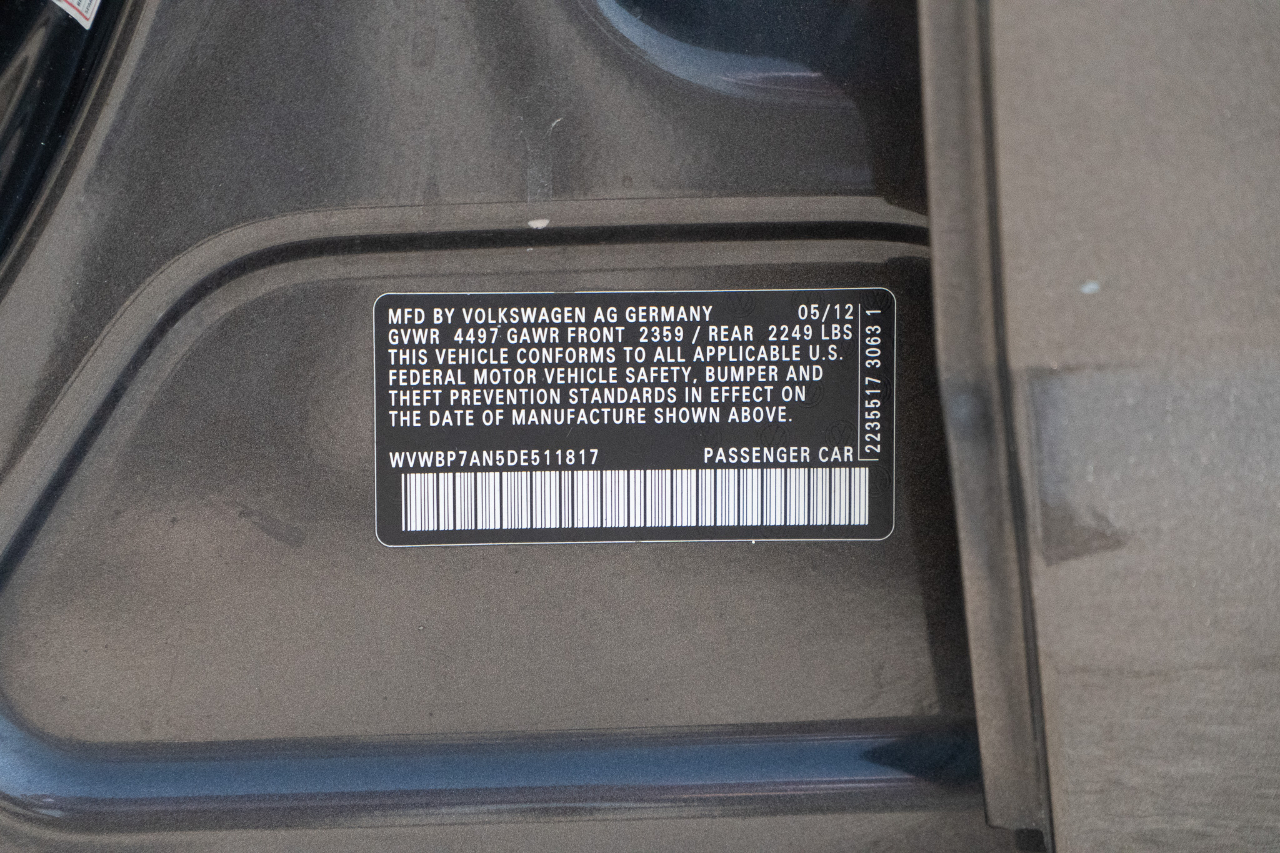 MFD BY VOLKSWAGEN AG GERMANY 05/12
GVWR 4497 GAWR FRONT 2359 / REAR 2249 LBS
THIS VEHICLE CONFORMS TO ALL APPLICABLE U.S.
FEDERAL MOTOR VEHICLE SAFETY, BUMPER AND
THEFT PREVENTION STANDARDS IN EFFECT ON
THE DATE OF MANUFACTURE SHOWN ABOVE.
WVWBP7AN5DE511817 PASSENGER CAR
2235517 3063 1